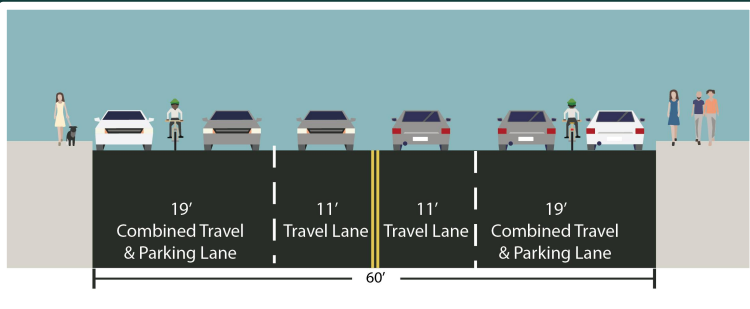 19'
Combined Travel
& Parking Lane
11'
Travel Lane
11'
Travel Lane
19'
Combined Travel
& Parking Lane
60'